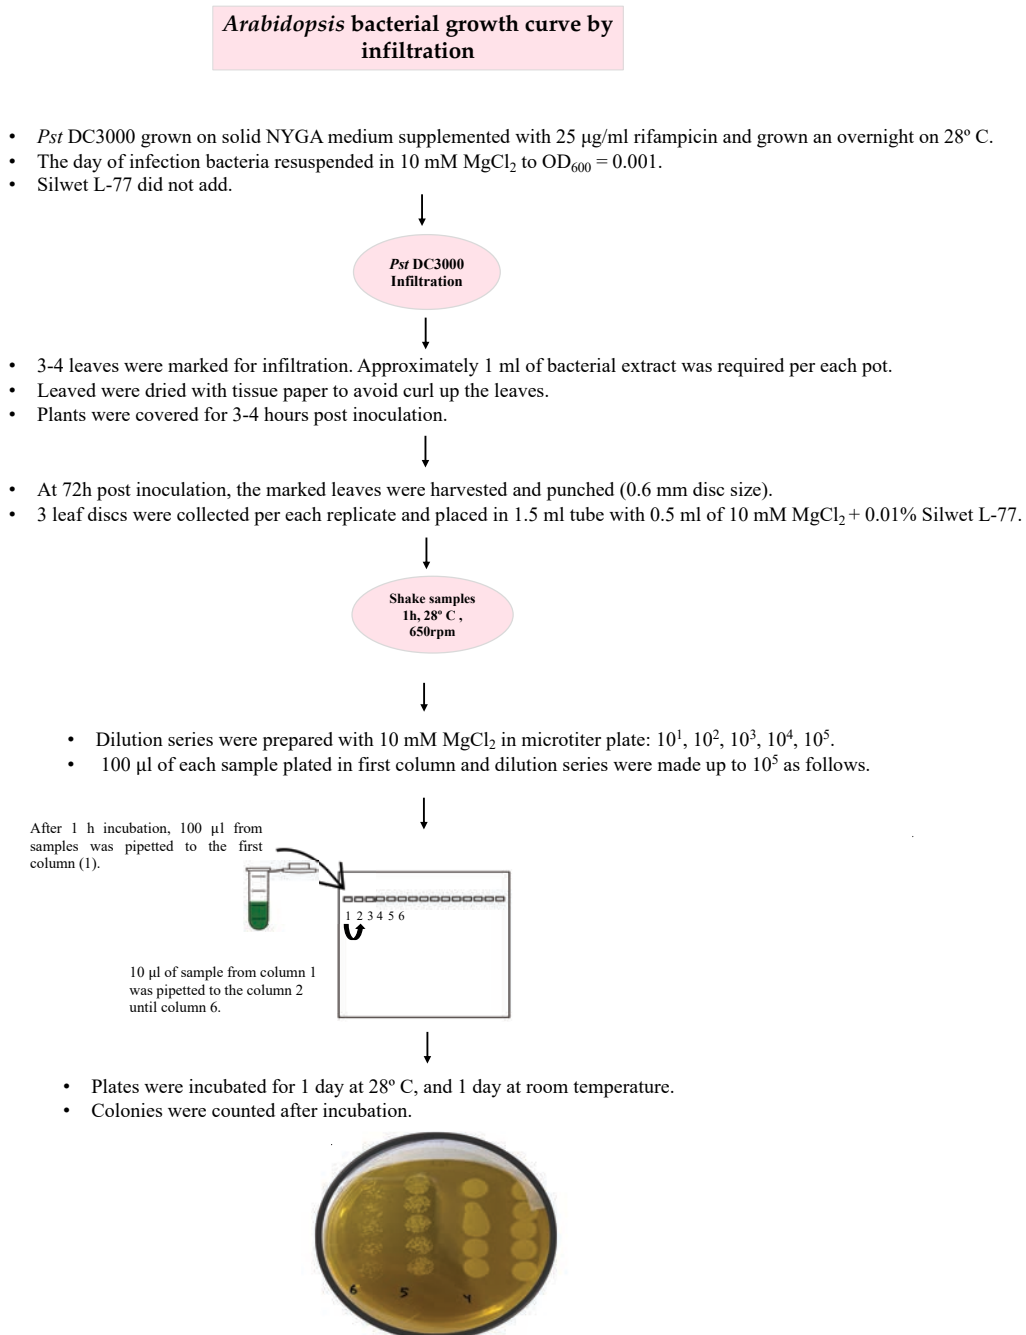 Arabidopsis bacterial growth curve by
infiltration
• Pst DC3000 grown on solid NYGA medium supplemented with 25 μg/ml rifampicin and grown an overnight on 28º C.
• The day of infection bacteria resuspended in 10 mM MgCl₂ to OD₆₀₀ = 0.001.
• Silwet L-77 did not add.
Pst DC3000
Infiltration
• 3-4 leaves were marked for infiltration. Approximately 1 ml of bacterial extract was required per each pot.
• Leaved were dried with tissue paper to avoid curl up the leaves.
• Plants were covered for 3-4 hours post inoculation.
• At 72h post inoculation, the marked leaves were harvested and punched (0.6 mm disc size).
• 3 leaf discs were collected per each replicate and placed in 1.5 ml tube with 0.5 ml of 10 mM MgCl₂ + 0.01% Silwet L-77.
Shake samples
1h, 28º C ,
650rpm
• Dilution series were prepared with 10 mM MgCl₂ in microtiter plate: 10¹, 10², 10³, 10⁴, 10⁵.
• 100 μl of each sample plated in first column and dilution series were made up to 10⁵ as follows.
After 1 h incubation, 100 μl from
samples was pipetted to the first
column (1).
1 2 3 4 5 6
10 μl of sample from column 1
was pipetted to the column 2
until column 6.
• Plates were incubated for 1 day at 28º C, and 1 day at room temperature.
• Colonies were counted after incubation.
6 5 4